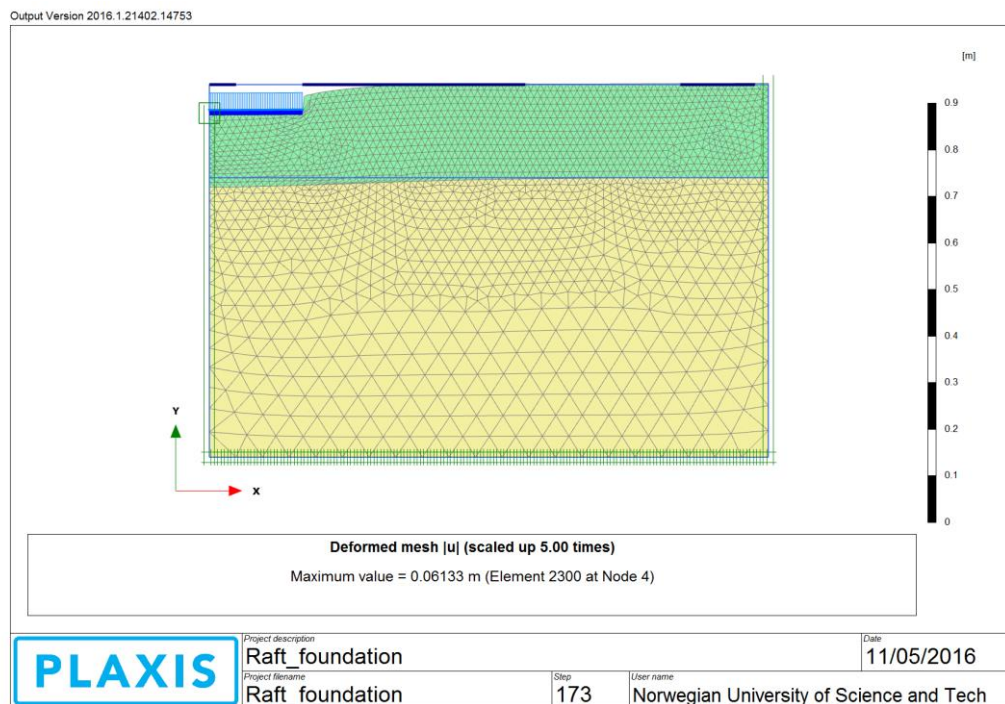 Output Version 2016.1.21402.14753
[m]
0.9
0.8
0.7
0.6
0.5
0.4
0.3
0.2
0.1
0
Y
X
Deformed mesh |u| (scaled up 5.00 times)
Maximum value = 0.06133 m (Element 2300 at Node 4)
PLAXIS
Project description
Raft_foundation
Date
11/05/2016
Project filename
Raft_foundation
Step
173
User name
Norwegian University of Science and Tech